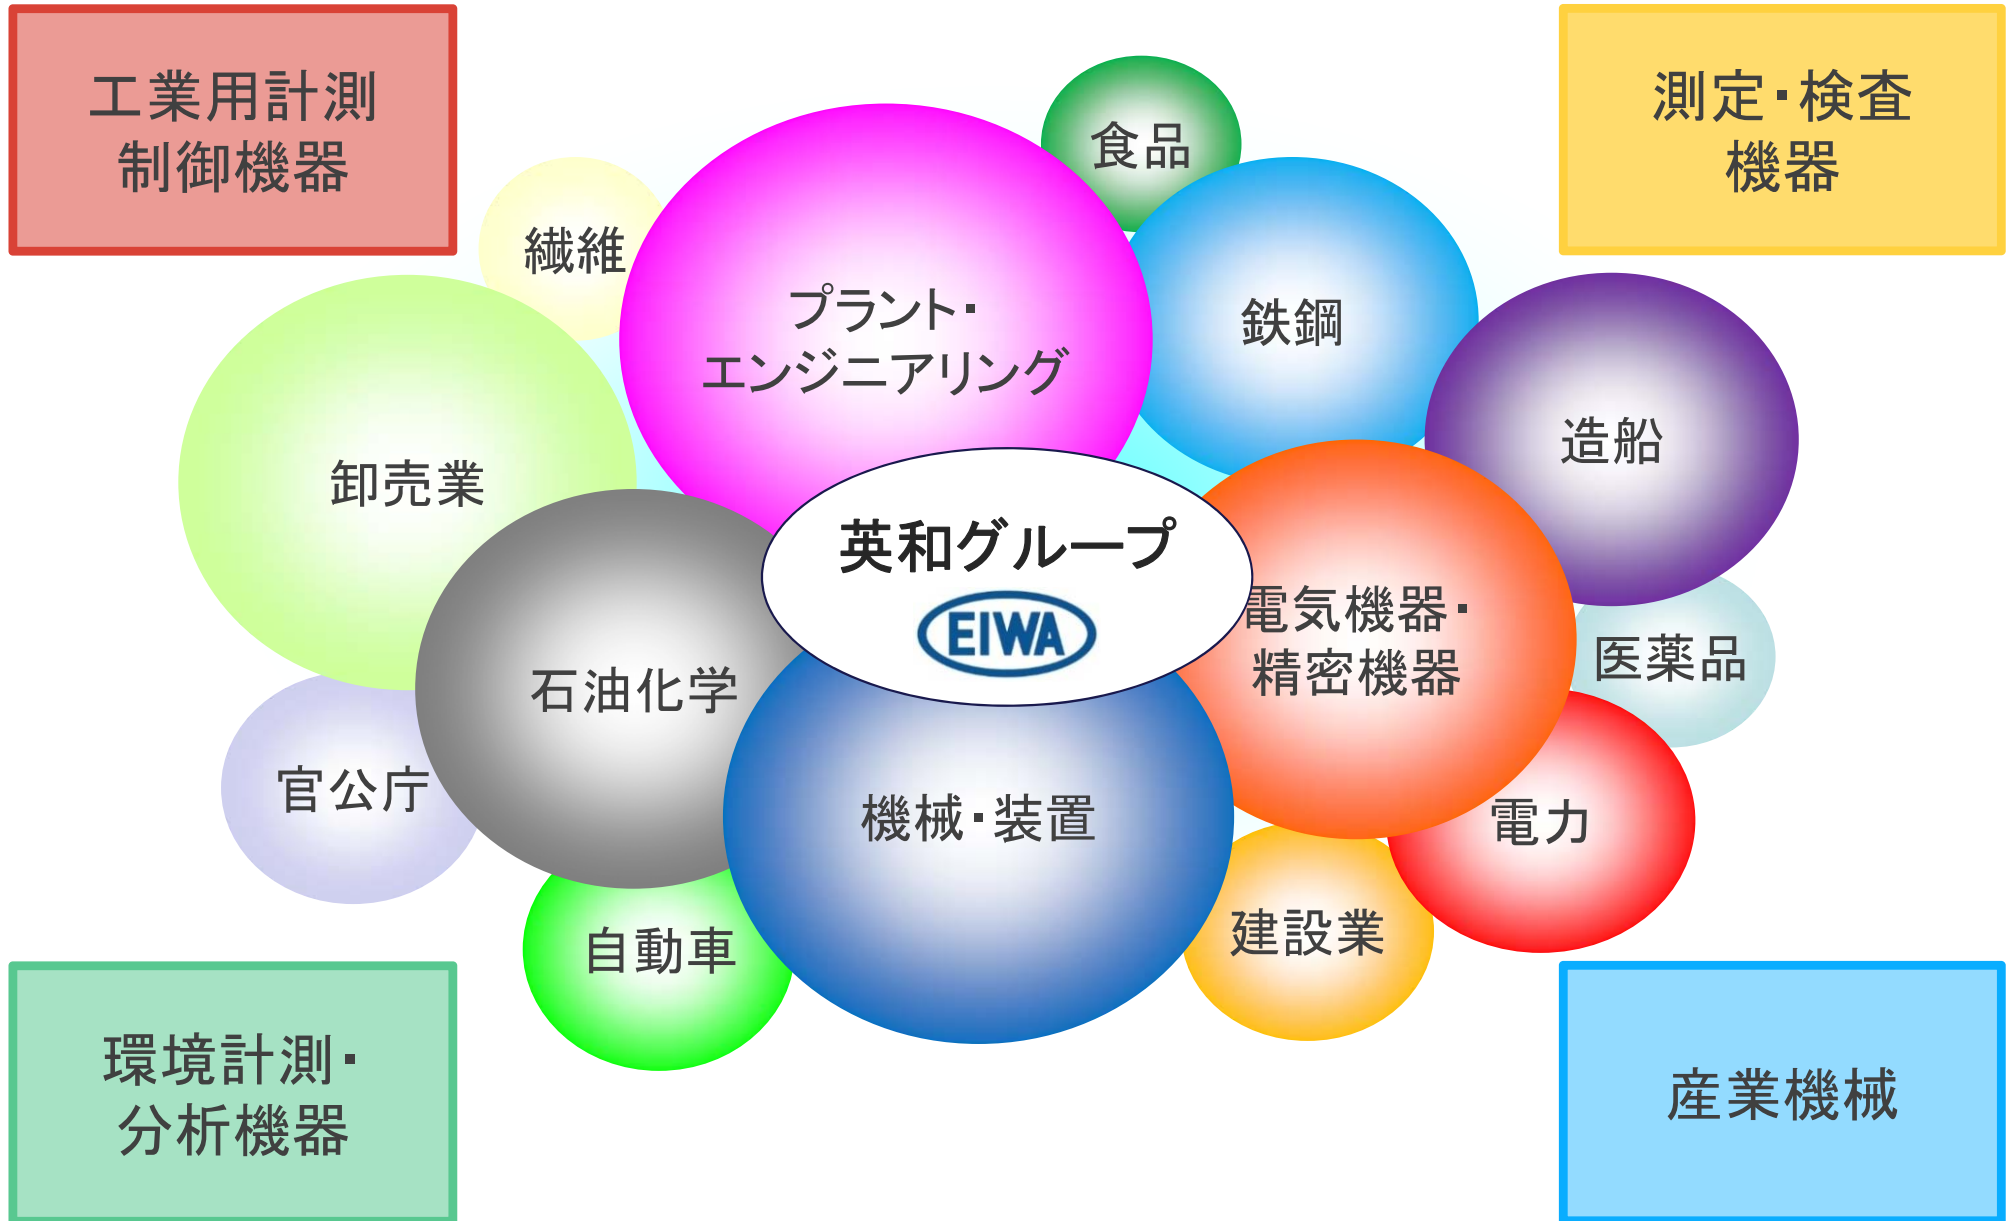 工業用計測
制御機器
測定・検査
機器
食品
繊維
プラント・
エンジニアリング
鉄鋼
造船
卸売業
英和グループ
EIWA
電気機器・
精密機器
医薬品
石油化学
官公庁
機械・装置
電力
自動車
建設業
環境計測・
分析機器
産業機械